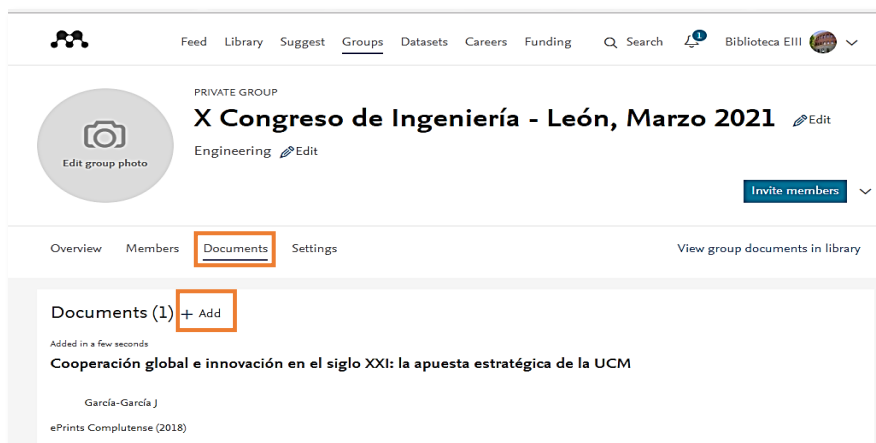 Feed Library Suggest Groups Datasets Careers Funding Search 1 Biblioteca EIII
PRIVATE GROUP
X Congreso de Ingeniería - León, Marzo 2021 Edit
Engineering Edit
Edit group photo
Invite members
Overview Members Documents Settings View group documents in library
Documents (1) + Add
Added in a few seconds
Cooperación global e innovación en el siglo XXI: la apuesta estratégica de la UCM
García-García J
ePrints Complutense (2018)